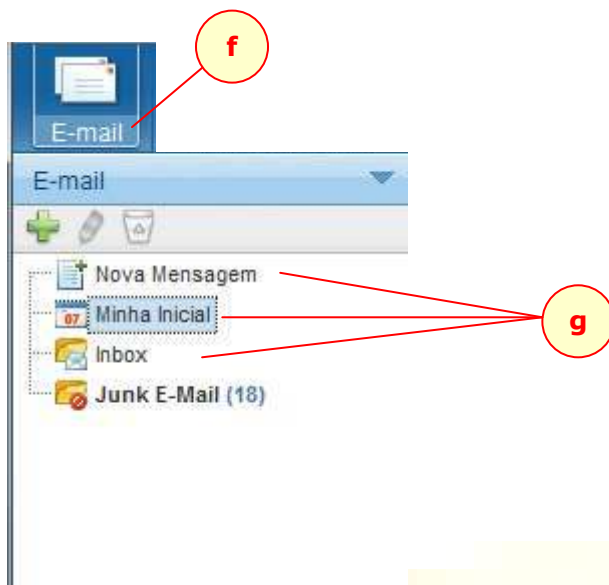 f
E-mail
E-mail
Nova Mensagem
07 Minha Inicial
Inbox
Junk E-Mail (18)
g